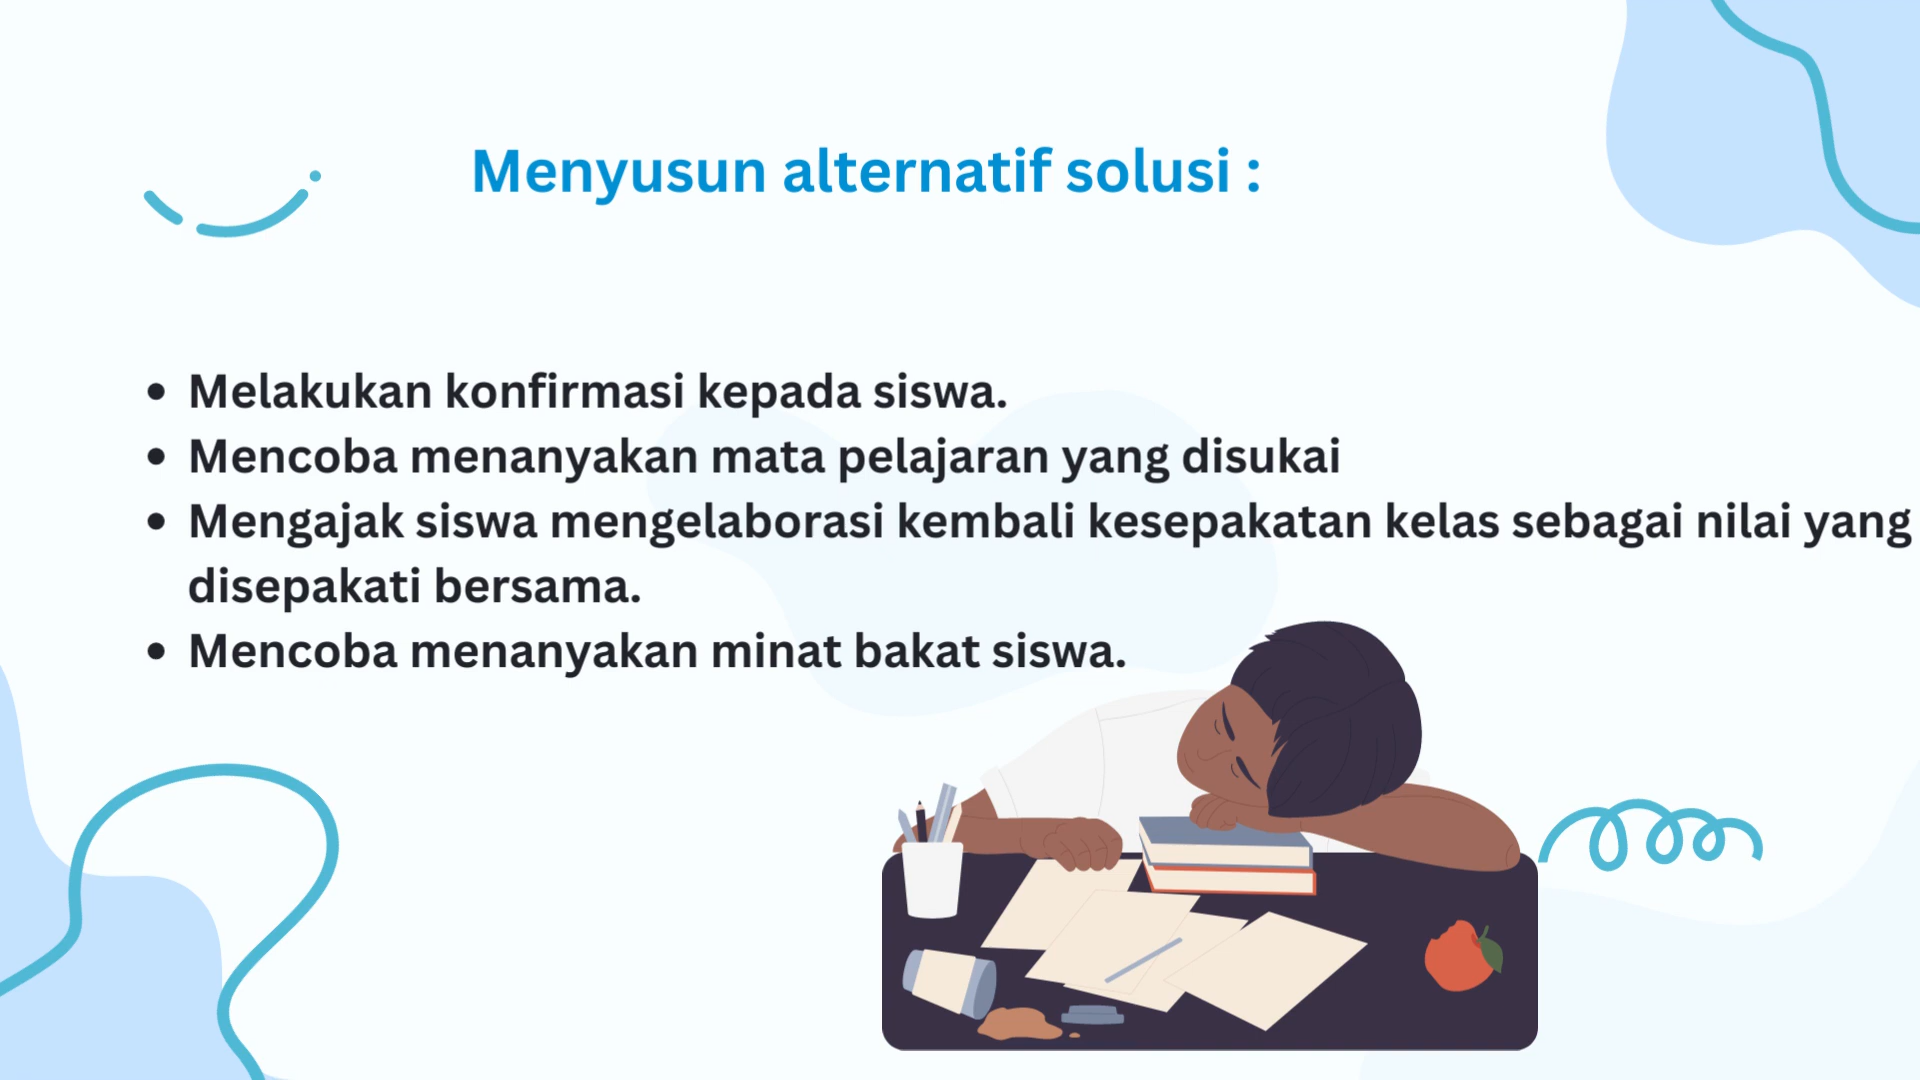 Menyusun alternatif solusi :
• Melakukan konfirmasi kepada siswa.
• Mencoba menanyakan mata pelajaran yang disukai
• Mengajak siswa mengelaborasi kembali kesepakatan kelas sebagai nilai yang
disepakati bersama.
• Mencoba menanyakan minat bakat siswa.